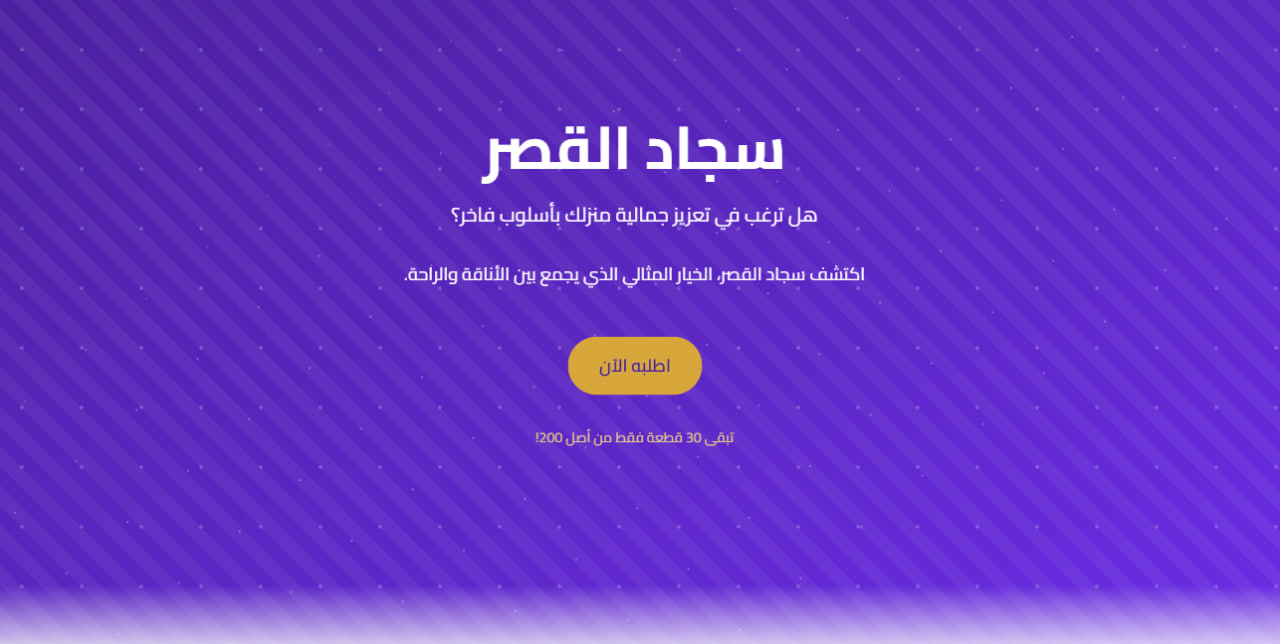 سجاد القصر
هل ترغب في تعزيز جمالية منزلك بأسلوب فاخر؟
اكتشف سجاد القصر، الخيار المثالي الذي يجمع بين الأناقة والراحة.
اطلبه الآن
تبقى 30 قطعة فقط من أصل 200!